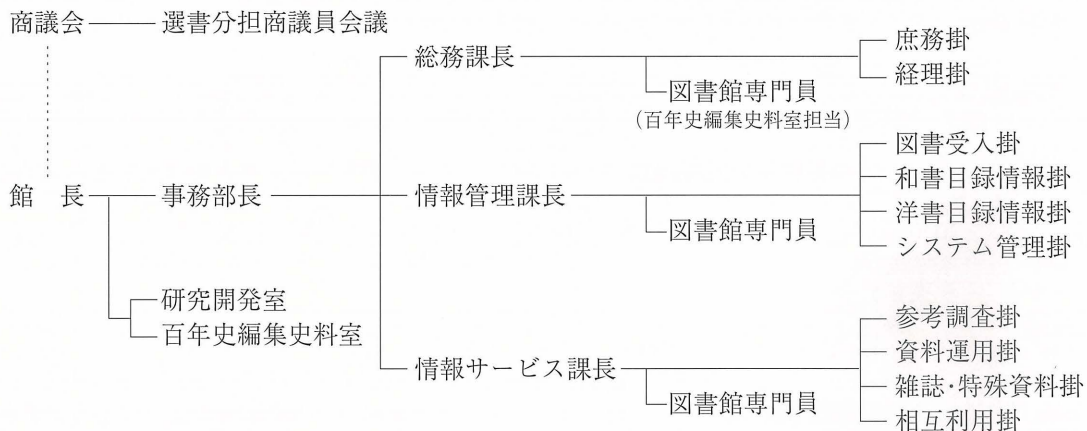 商議会 選書分担商議員会議
総務課長
図書館専門員
(百年史編集史料室担当)
庶務掛
経理掛
館 長 事務部長 情報管理課長
図書館専門員
図書受入掛
和書目録情報掛
洋書目録情報掛
システム管理掛
研究開発室
百年史編集史料室
情報サービス課長
図書館専門員
参考調査掛
資料運用掛
雑誌・特殊資料掛
相互利用掛